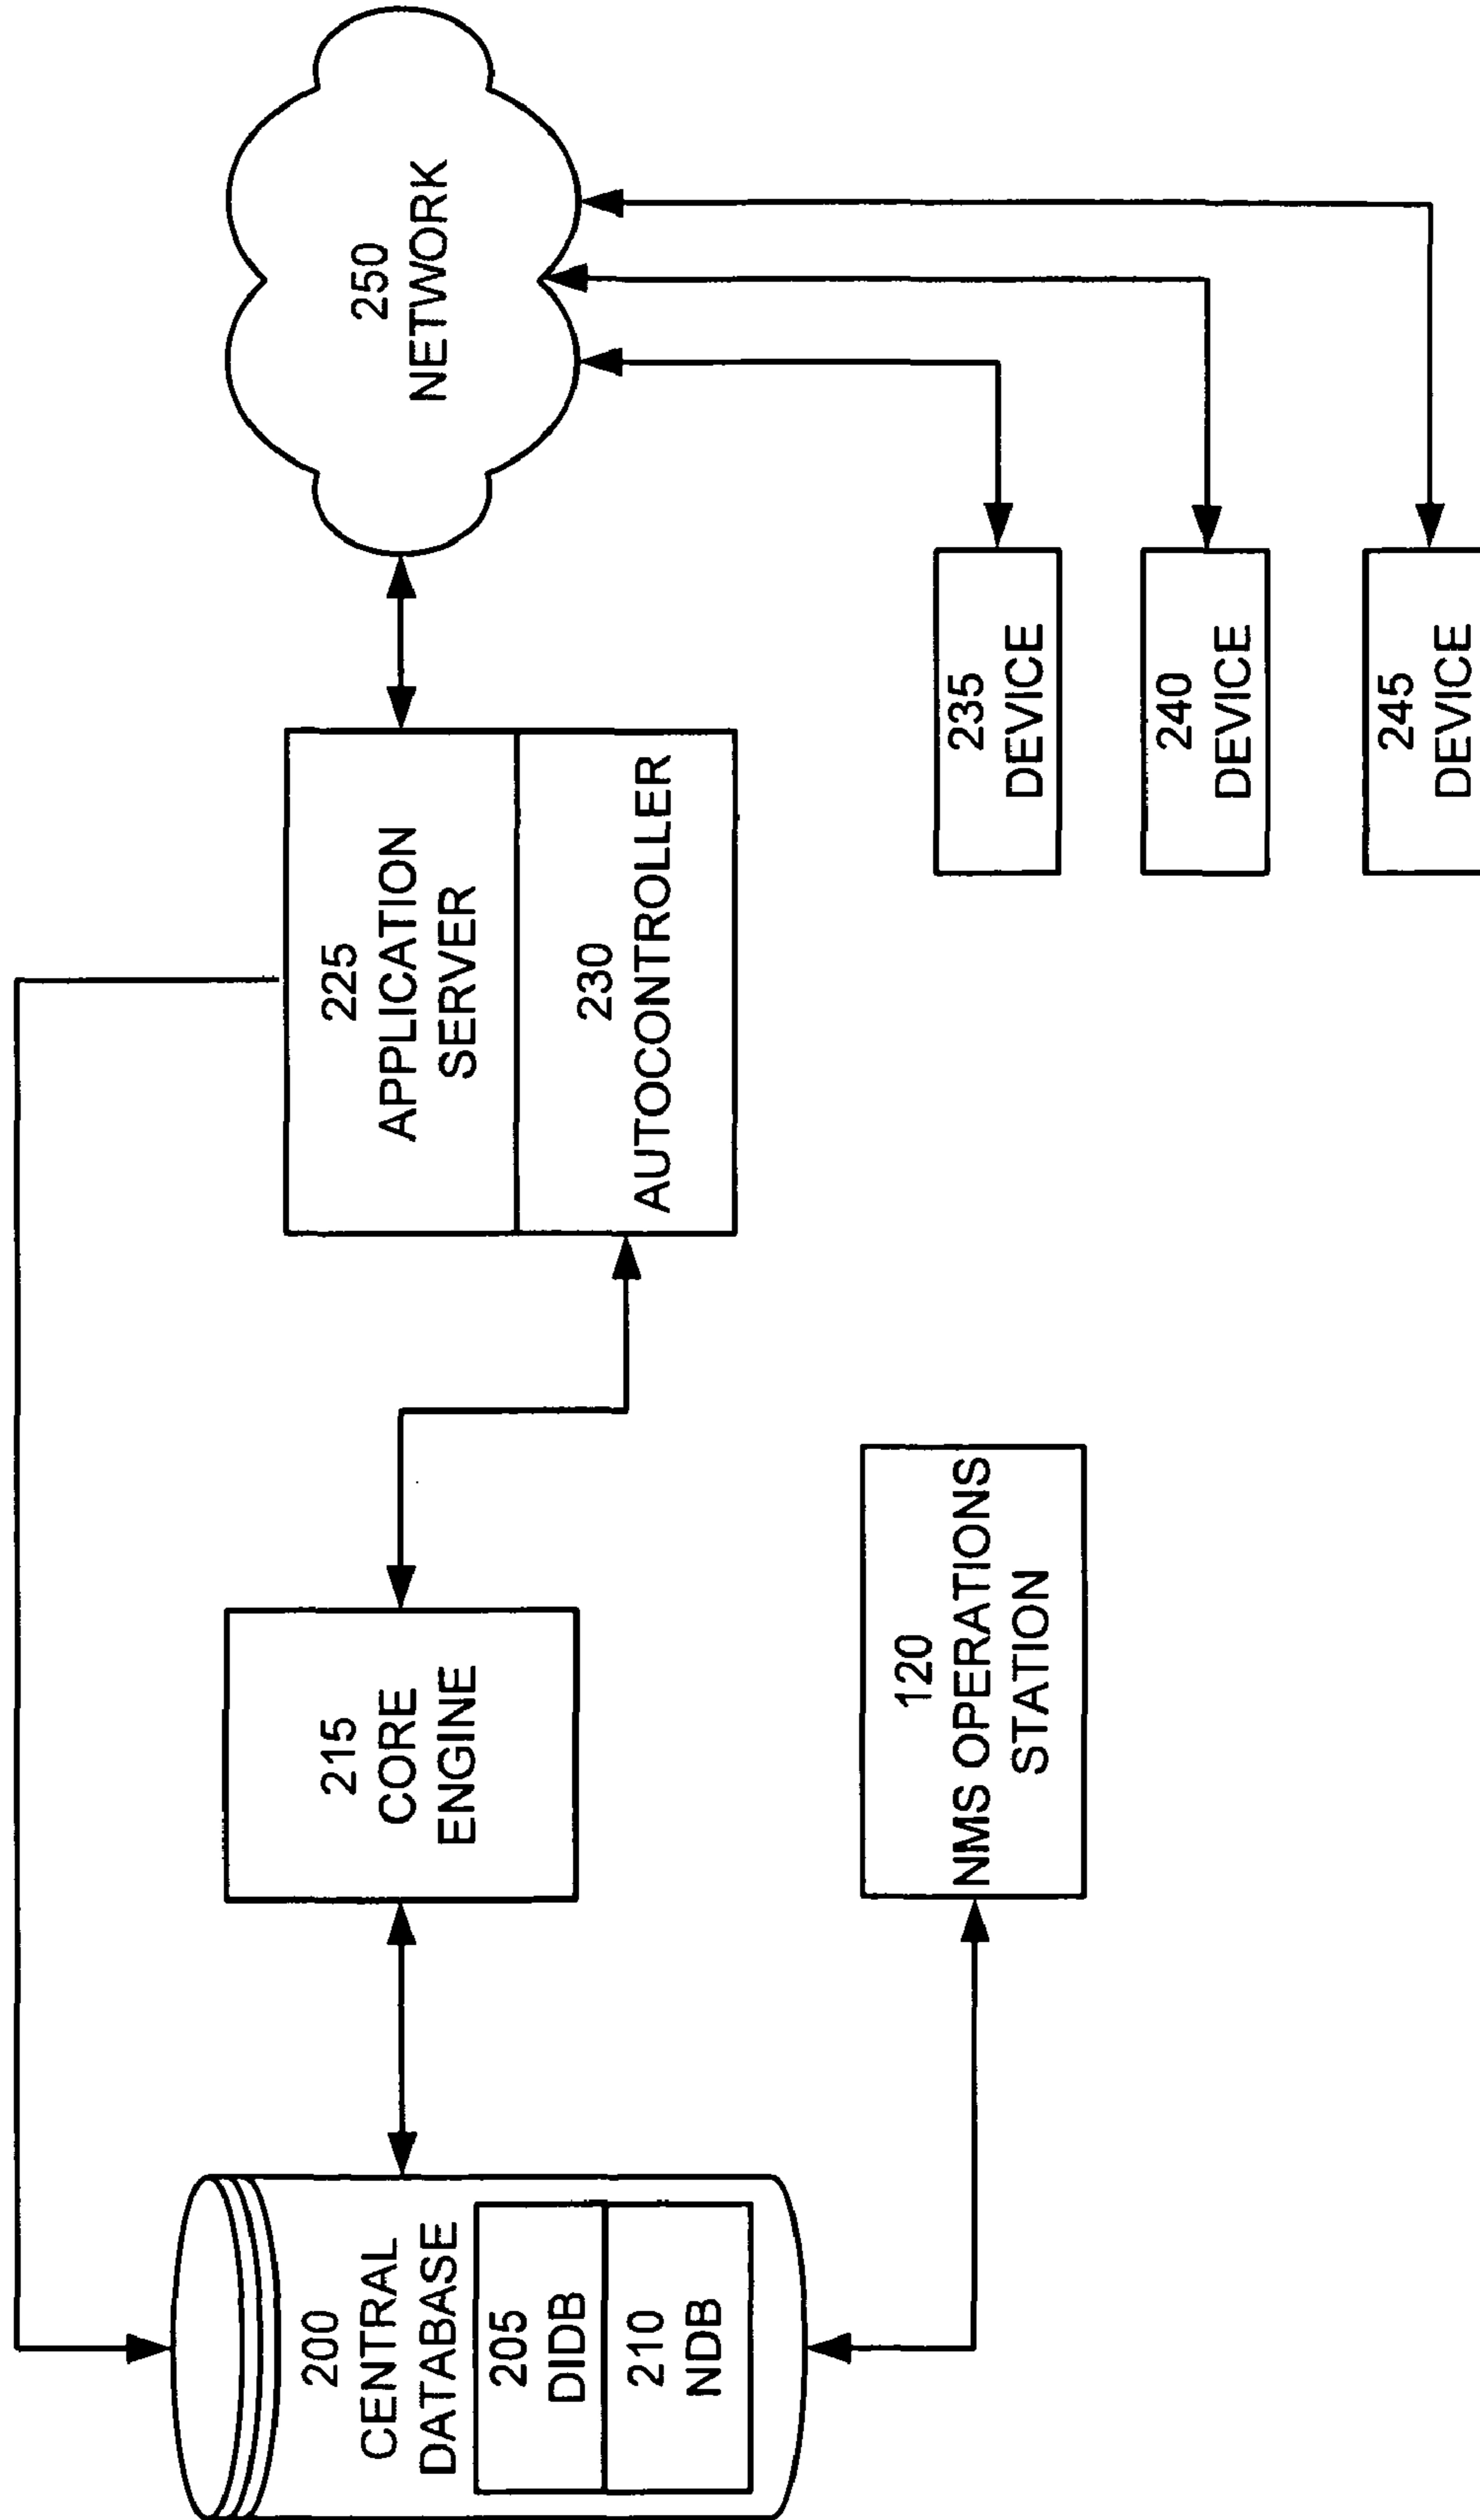 200
CENTRAL
DATABASE
205
DIDB
210
NDB
215
CORE
ENGINE
120
NMS OPERATIONS
STATION
225
APPLICATION
SERVER
230
AUTOCONTROLLER
235
DEVICE
240
DEVICE
245
DEVICE
250
NETWORK